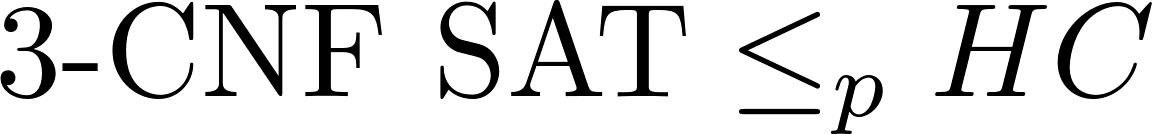 3-CNF SAT ≤p HC